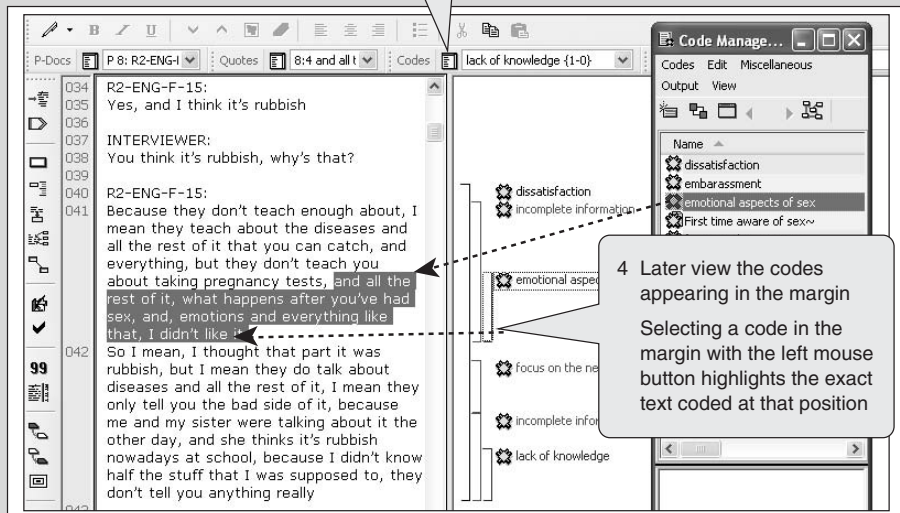 B I U
P-Docs P 8: R2-ENG-I Quotes 8:4 and all t Codes lack of knowledge {1-0}
034 R2-ENG-F-15:
035 Yes, and I think it's rubbish
036
037 INTERVIEWER:
038 You think it's rubbish, why's that?
039
040 R2-ENG-F-15:
041 Because they don't teach enough about, I
mean they teach about the diseases and
all the rest of it that you can catch, and
everything, but they don't teach you
about taking pregnancy tests, and all the
rest of it, what happens after you've had
sex, and, emotions and everything like
that, I didn't like it
042 So I mean, I thought that part it was
rubbish, but I mean they do talk about
diseases and all the rest of it, I mean they
only tell you the bad side of it, because
me and my sister were talking about it the
other day, and she thinks it's rubbish
nowadays at school, because I didn't know
half the stuff that I was supposed to, they
don't tell you anything really
99
dissatisfaction
incomplete information
emotional aspec
focus on the ne
incomplete infor
lack of knowledge
Code Manage...
Codes Edit Miscellaneous
Output View
Name
dissatisfaction
embarassment
emotional aspects of sex
First time aware of sex~
4 Later view the codes
appearing in the margin
Selecting a code in the
margin with the left mouse
button highlights the exact
text coded at that position